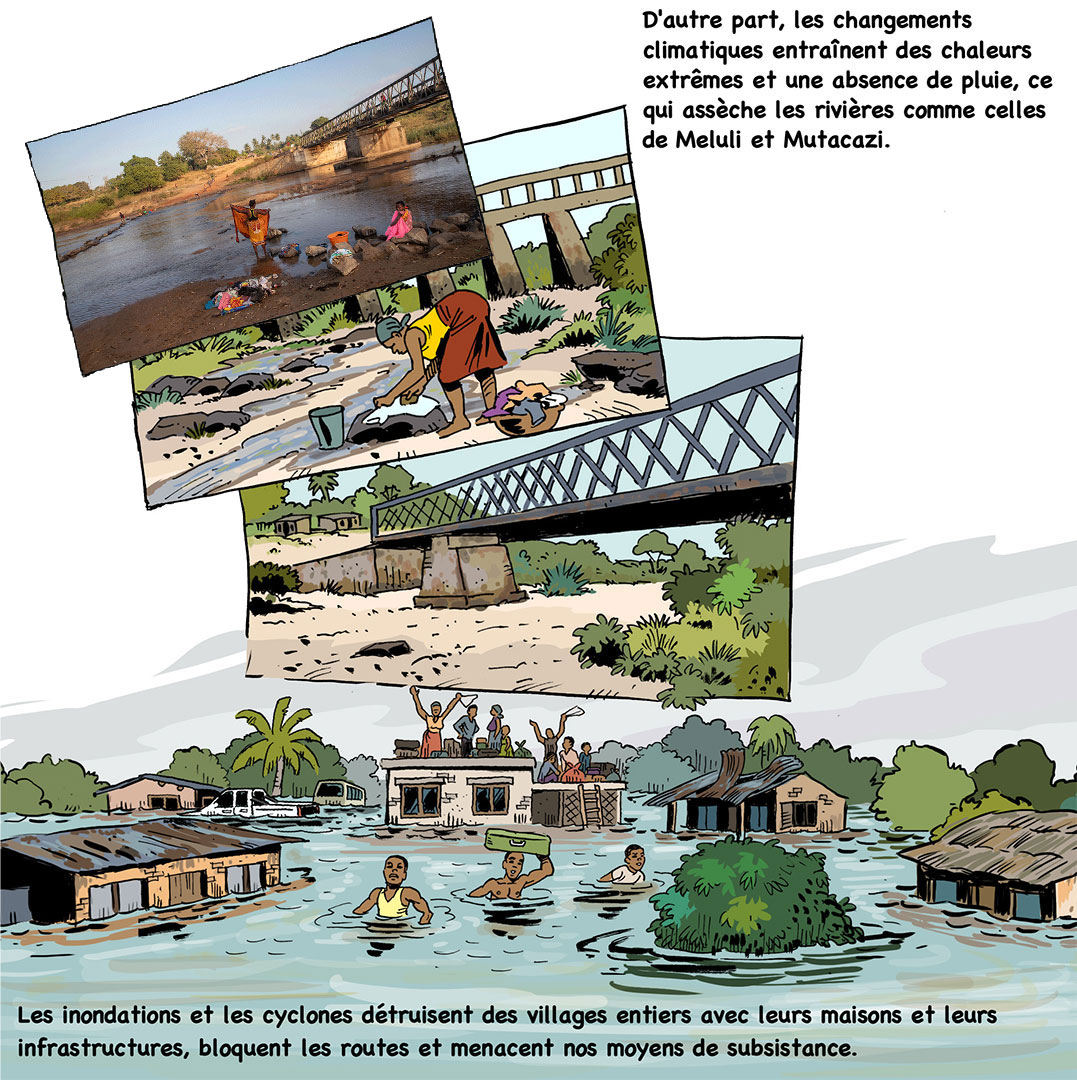 D'autre part, les changements
climatiques entraînent des chaleurs
extrêmes et une absence de pluie, ce
qui assèche les rivières comme celles
de Meluli et Mutacazi.
Les inondations et les cyclones détruisent des villages entiers avec leurs maisons et leurs
infrastructures, bloquent les routes et menacent nos moyens de subsistance.